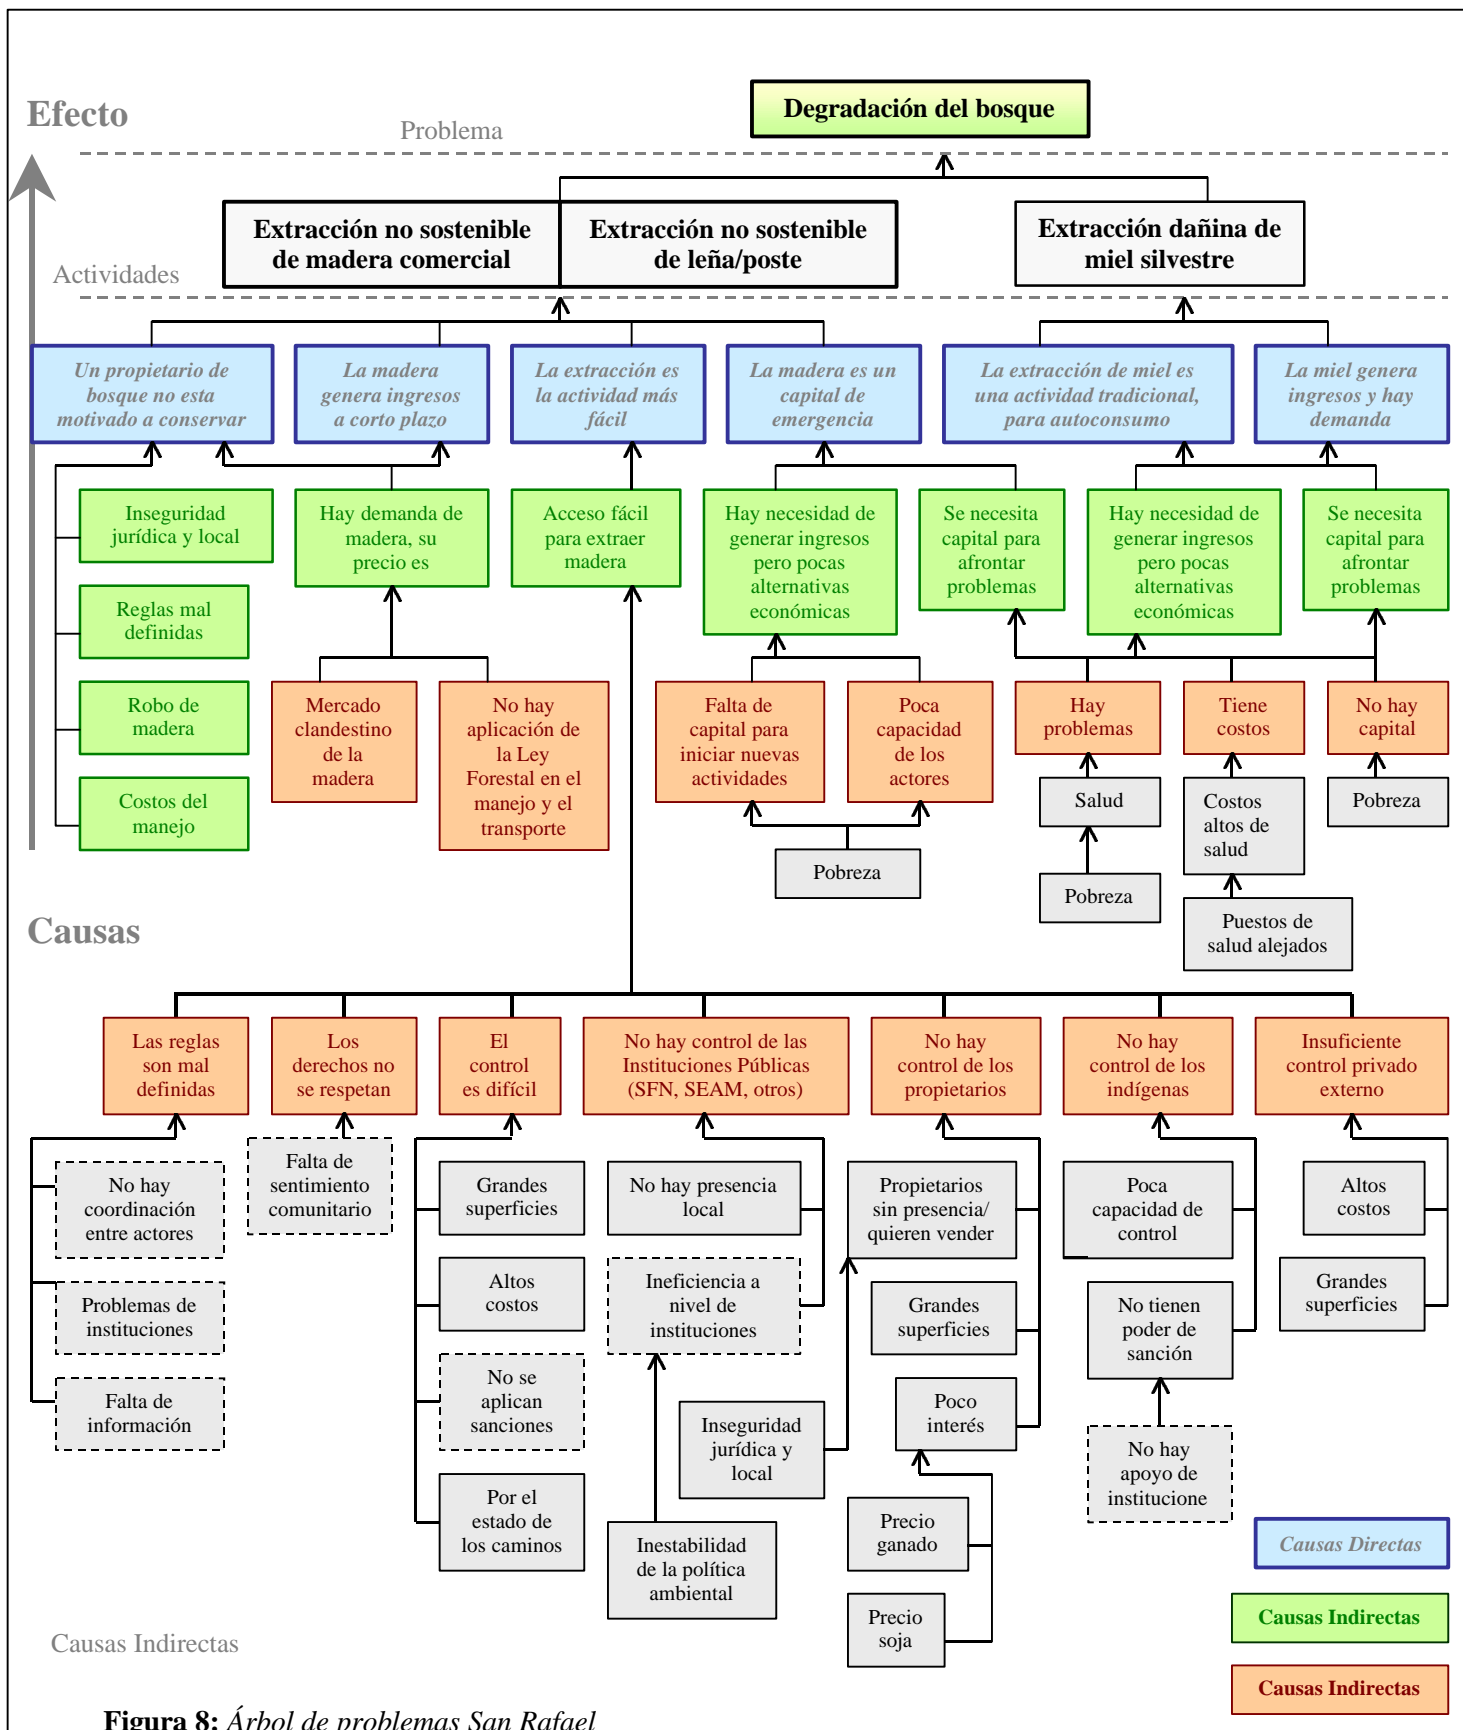 Degradación del bosque
Efecto
Problema
Extracción no sostenible
de madera comercial
Extracción no sostenible
de leña/poste
Extracción dañina de
miel silvestre
Actividades
Un propietario de
bosque no esta
motivado a conservar
La madera
genera ingresos
a corto plazo
La extracción es
la actividad más
fácil
La madera es un
capital de
emergencia
La extracción de miel es
una actividad tradicional,
para autoconsumo
La miel genera
ingresos y hay
demanda
Inseguridad
jurídica y local
Hay demanda de
madera, su
precio es
Acceso fácil
para extraer
madera
Hay necesidad de
generar ingresos
pero pocas
alternativas
económicas
Se necesita
capital para
afrontar
problemas
Hay necesidad de
generar ingresos
pero pocas
alternativas
económicas
Se necesita
capital para
afrontar
problemas
Reglas mal
definidas
Robo de
madera
Costos del
manejo
Mercado
clandestino
de la
madera
No hay
aplicación de
la Ley
Forestal en el
manejo y el
transporte
Falta de
capital para
iniciar nuevas
actividades
Poca
capacidad
de los
actores
Hay
problemas
Tiene
costos
No hay
capital
Salud
Costos
altos de
salud
Pobreza
Pobreza
Pobreza
Puestos de
salud alejados
Causas
Las reglas
son mal
definidas
Los
derechos no
se respetan
El
control
es difícil
No hay control de las
Instituciones Públicas
(SFN, SEAM, otros)
No hay
control de los
propietarios
No hay
control de los
indígenas
Insuficiente
control privado
externo
No hay
coordinación
entre actores
Problemas de
instituciones
Falta de
información
Falta de
sentimiento
comunitario
Grandes
superficies
Altos
costos
No se
aplican
sanciones
Por el
estado de
los caminos
No hay presencia
local
Ineficiencia a
nivel de
instituciones
Inestabilidad
de la política
ambiental
Propietarios
sin presencia/
quieren vender
Grandes
superficies
Poco
interés
Inseguridad
jurídica y
local
Precio
ganado
Precio
soja
Poca
capacidad de
control
No tienen
poder de
sanción
No hay
apoyo de
institucione
Altos
costos
Grandes
superficies
Causas Directas
Causas Indirectas
Causas Indirectas
Causas Indirectas
Figura 8: Árbol de problemas San Rafael